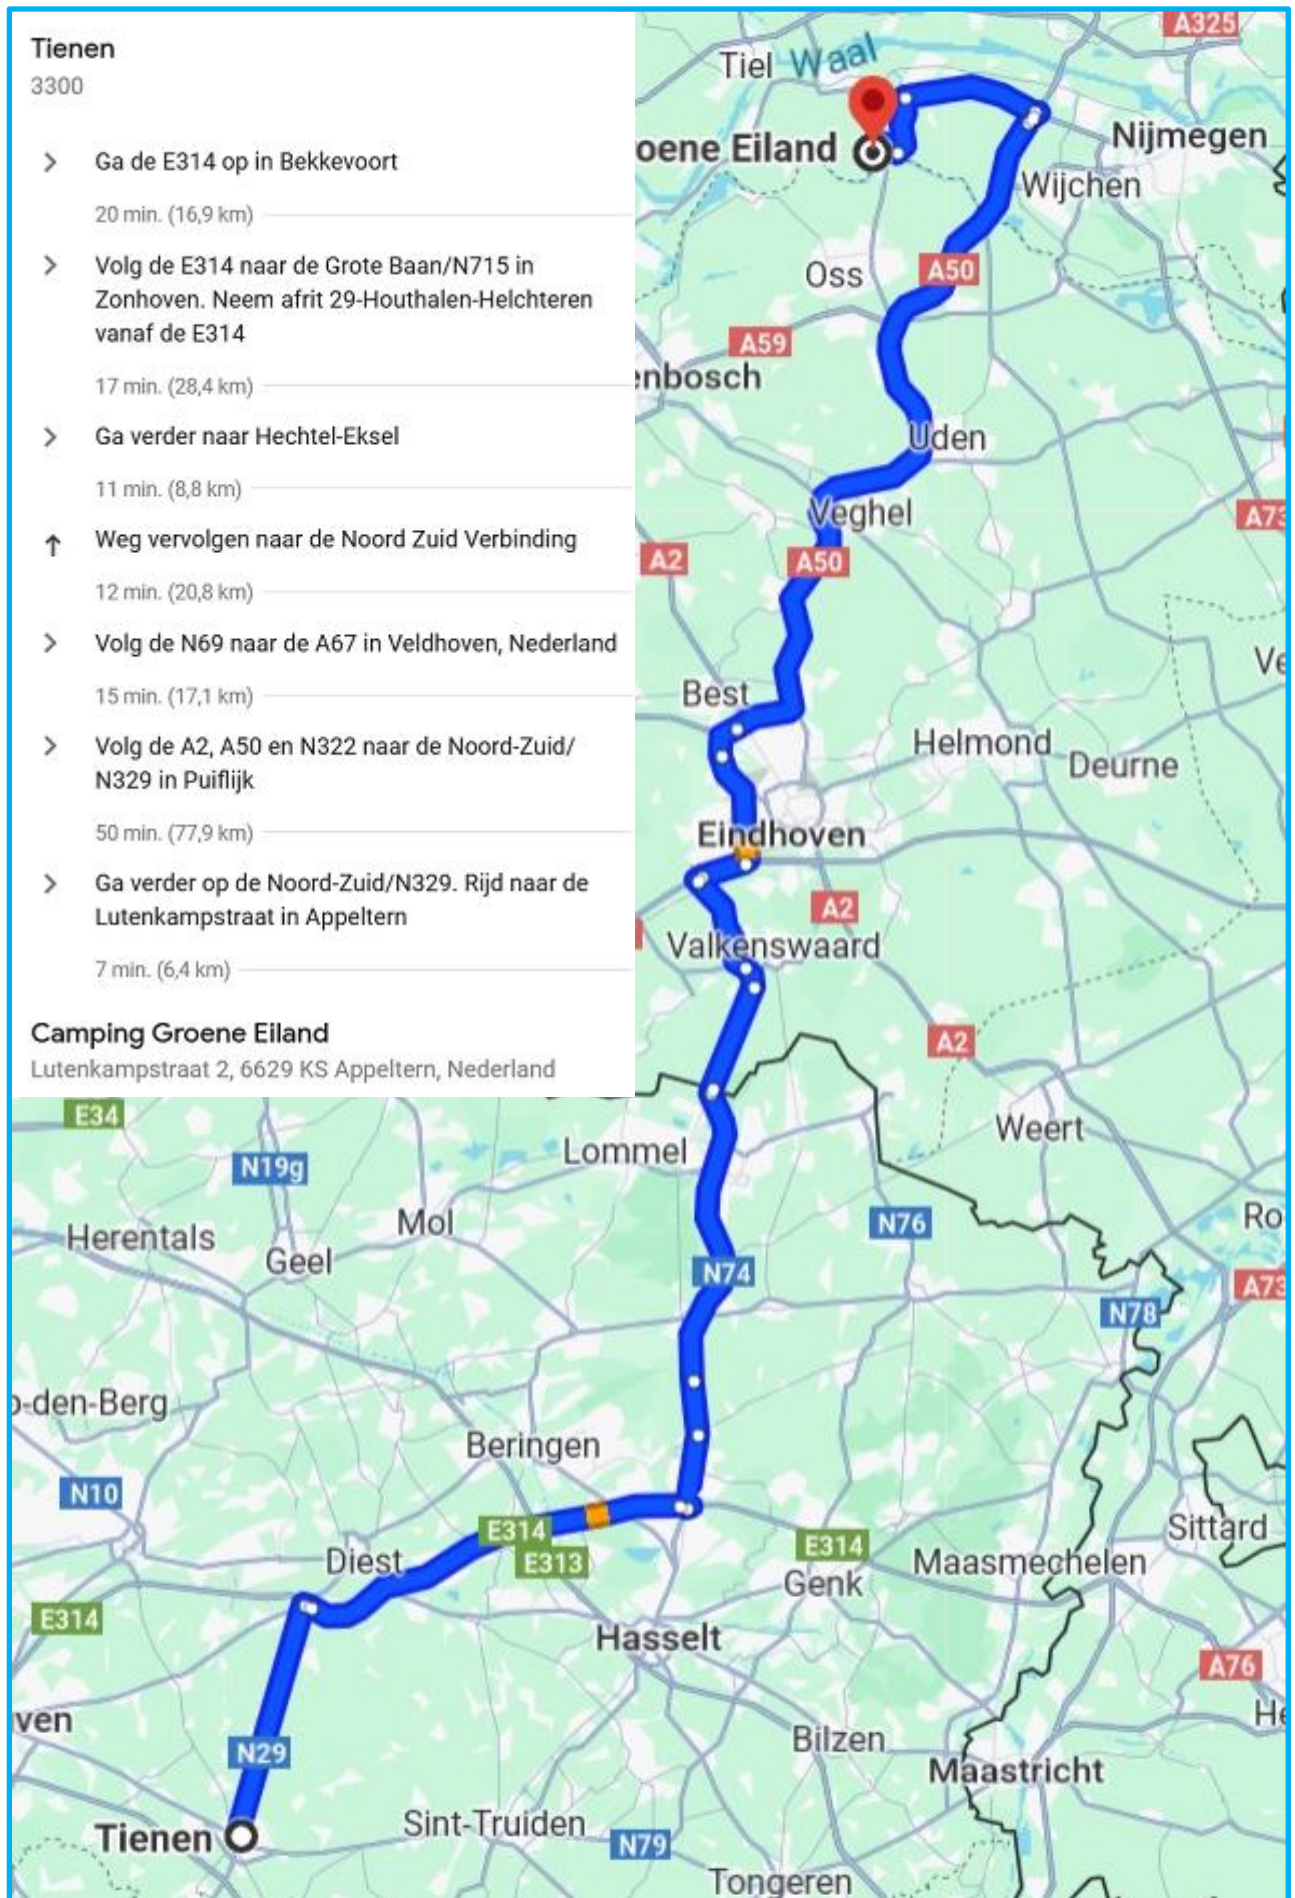 Tienen
3300
Ga de E314 op in Bekkevoort
20 min. (16,9 km)
Volg de E314 naar de Grote Baan/N715 in
Zonhoven. Neem afrit 29-Houthalen-Helchteren
vanaf de E314
17 min. (28,4 km)
Ga verder naar Hechtel-Eksel
11 min. (8,8 km)
Weg vervolgen naar de Noord Zuid Verbinding
12 min. (20,8 km)
Volg de N69 naar de A67 in Veldhoven, Nederland
15 min. (17,1 km)
Volg de A2, A50 en N322 naar de Noord-Zuid/
N329 in Puiflijk
50 min. (77,9 km)
Ga verder op de Noord-Zuid/N329. Rijd naar de
Lutenkampstraat in Appeltern
7 min. (6,4 km)
Camping Groene Eiland
Lutenkampstraat 2, 6629 KS Appeltern, Nederland
A325
Tiel
Waal
oene Eiland
Nijmegen
Wijchen
Oss
A50
A59
enbosch
Uden
Veghel
A73
A2
A50
Ve
Best
Helmond
Deurne
Eindhoven
A2
Valkenswaard
A2
E34
Weert
Lommel
N19g
Mol
N76
Ro
Herentals
Geel
N74
A73
N78
o-den-Berg
Beringen
N10
E314
Sittard
E313
E314
Diest
Maasmechelen
Genk
E314
Hasselt
A76
ven
He
N29
Bilzen
Maastricht
Tienen
Sint-Truiden
N79
Tongeren